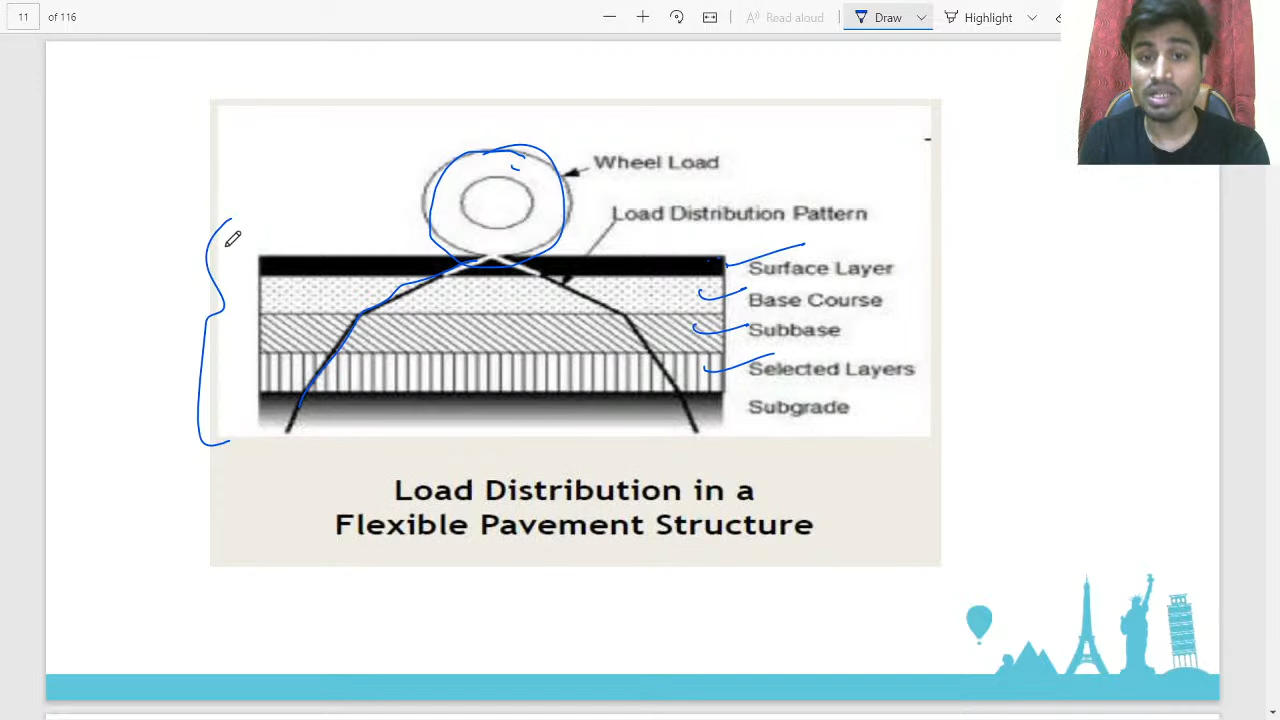 11 of 116
Read aloud
Draw
Highlight
Wheel Load
Load Distribution Pattern
Surface Layer
Base Course
Subbase
Selected Layers
Subgrade
Load Distribution in a
Flexible Pavement Structure